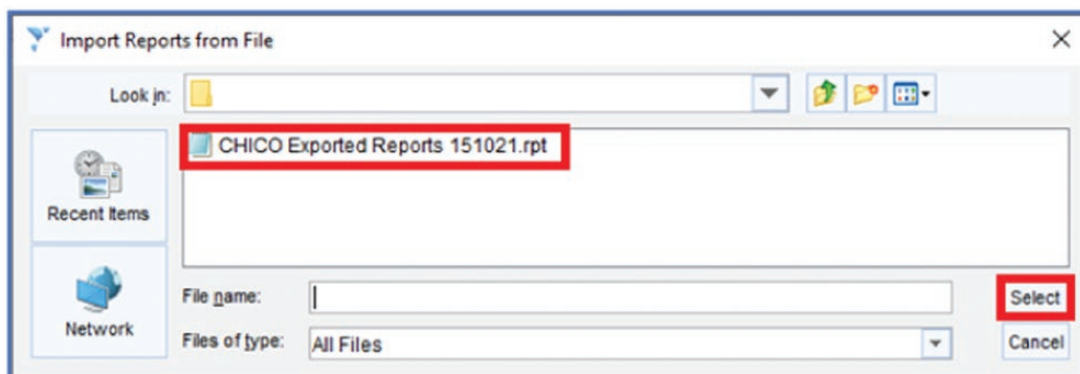 Import Reports from File
Look in:
CHICO Exported Reports 151021.rpt
Recent Items
Network
File name:
Select
Files of type:
All Files
Cancel